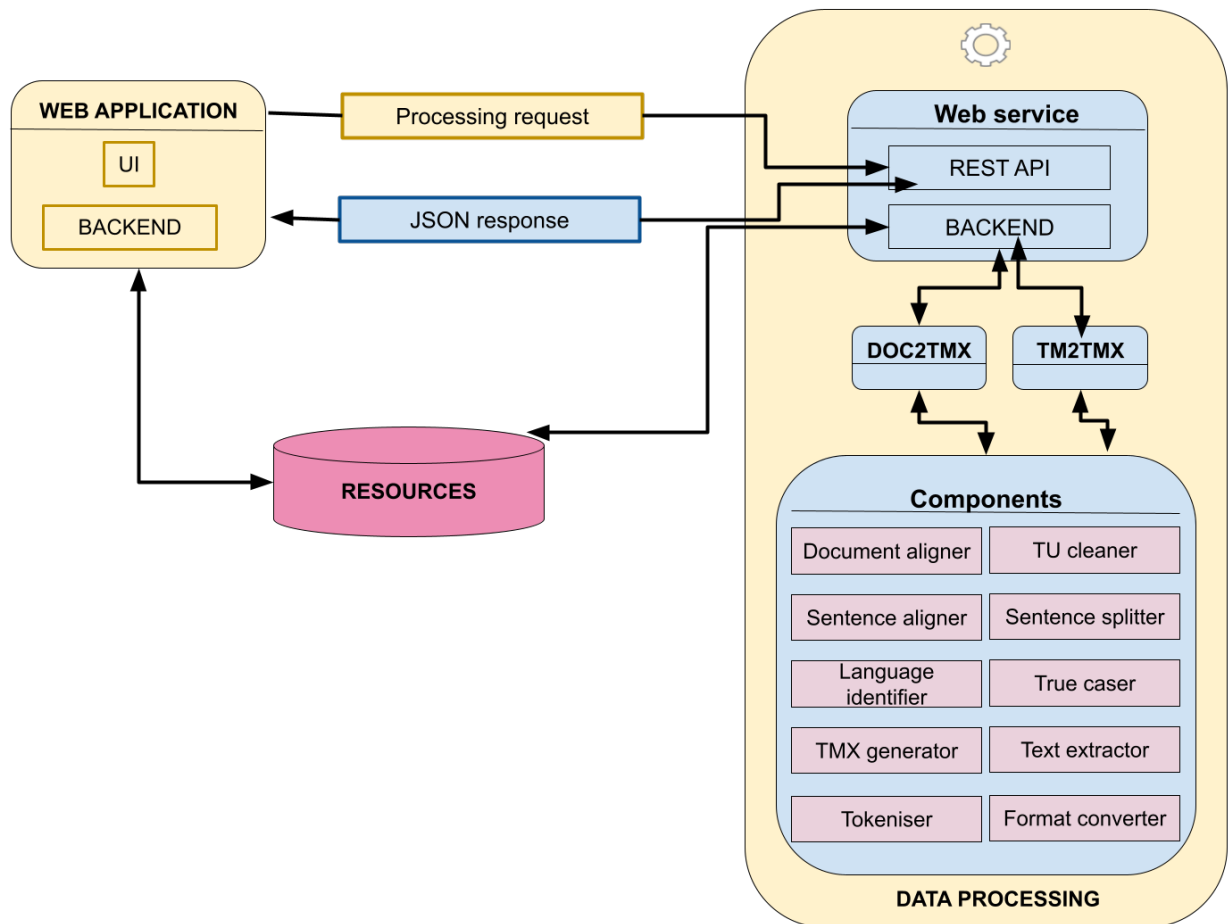 WEB APPLICATION
UI
BACKEND
Processing request
JSON response
RESOURCES
Web service
REST API
BACKEND
DOC2TMX
TM2TMX
Components
Document aligner
TU cleaner
Sentence aligner
Sentence splitter
Language
identifier
True caser
TMX generator
Text extractor
Tokeniser
Format converter
DATA PROCESSING